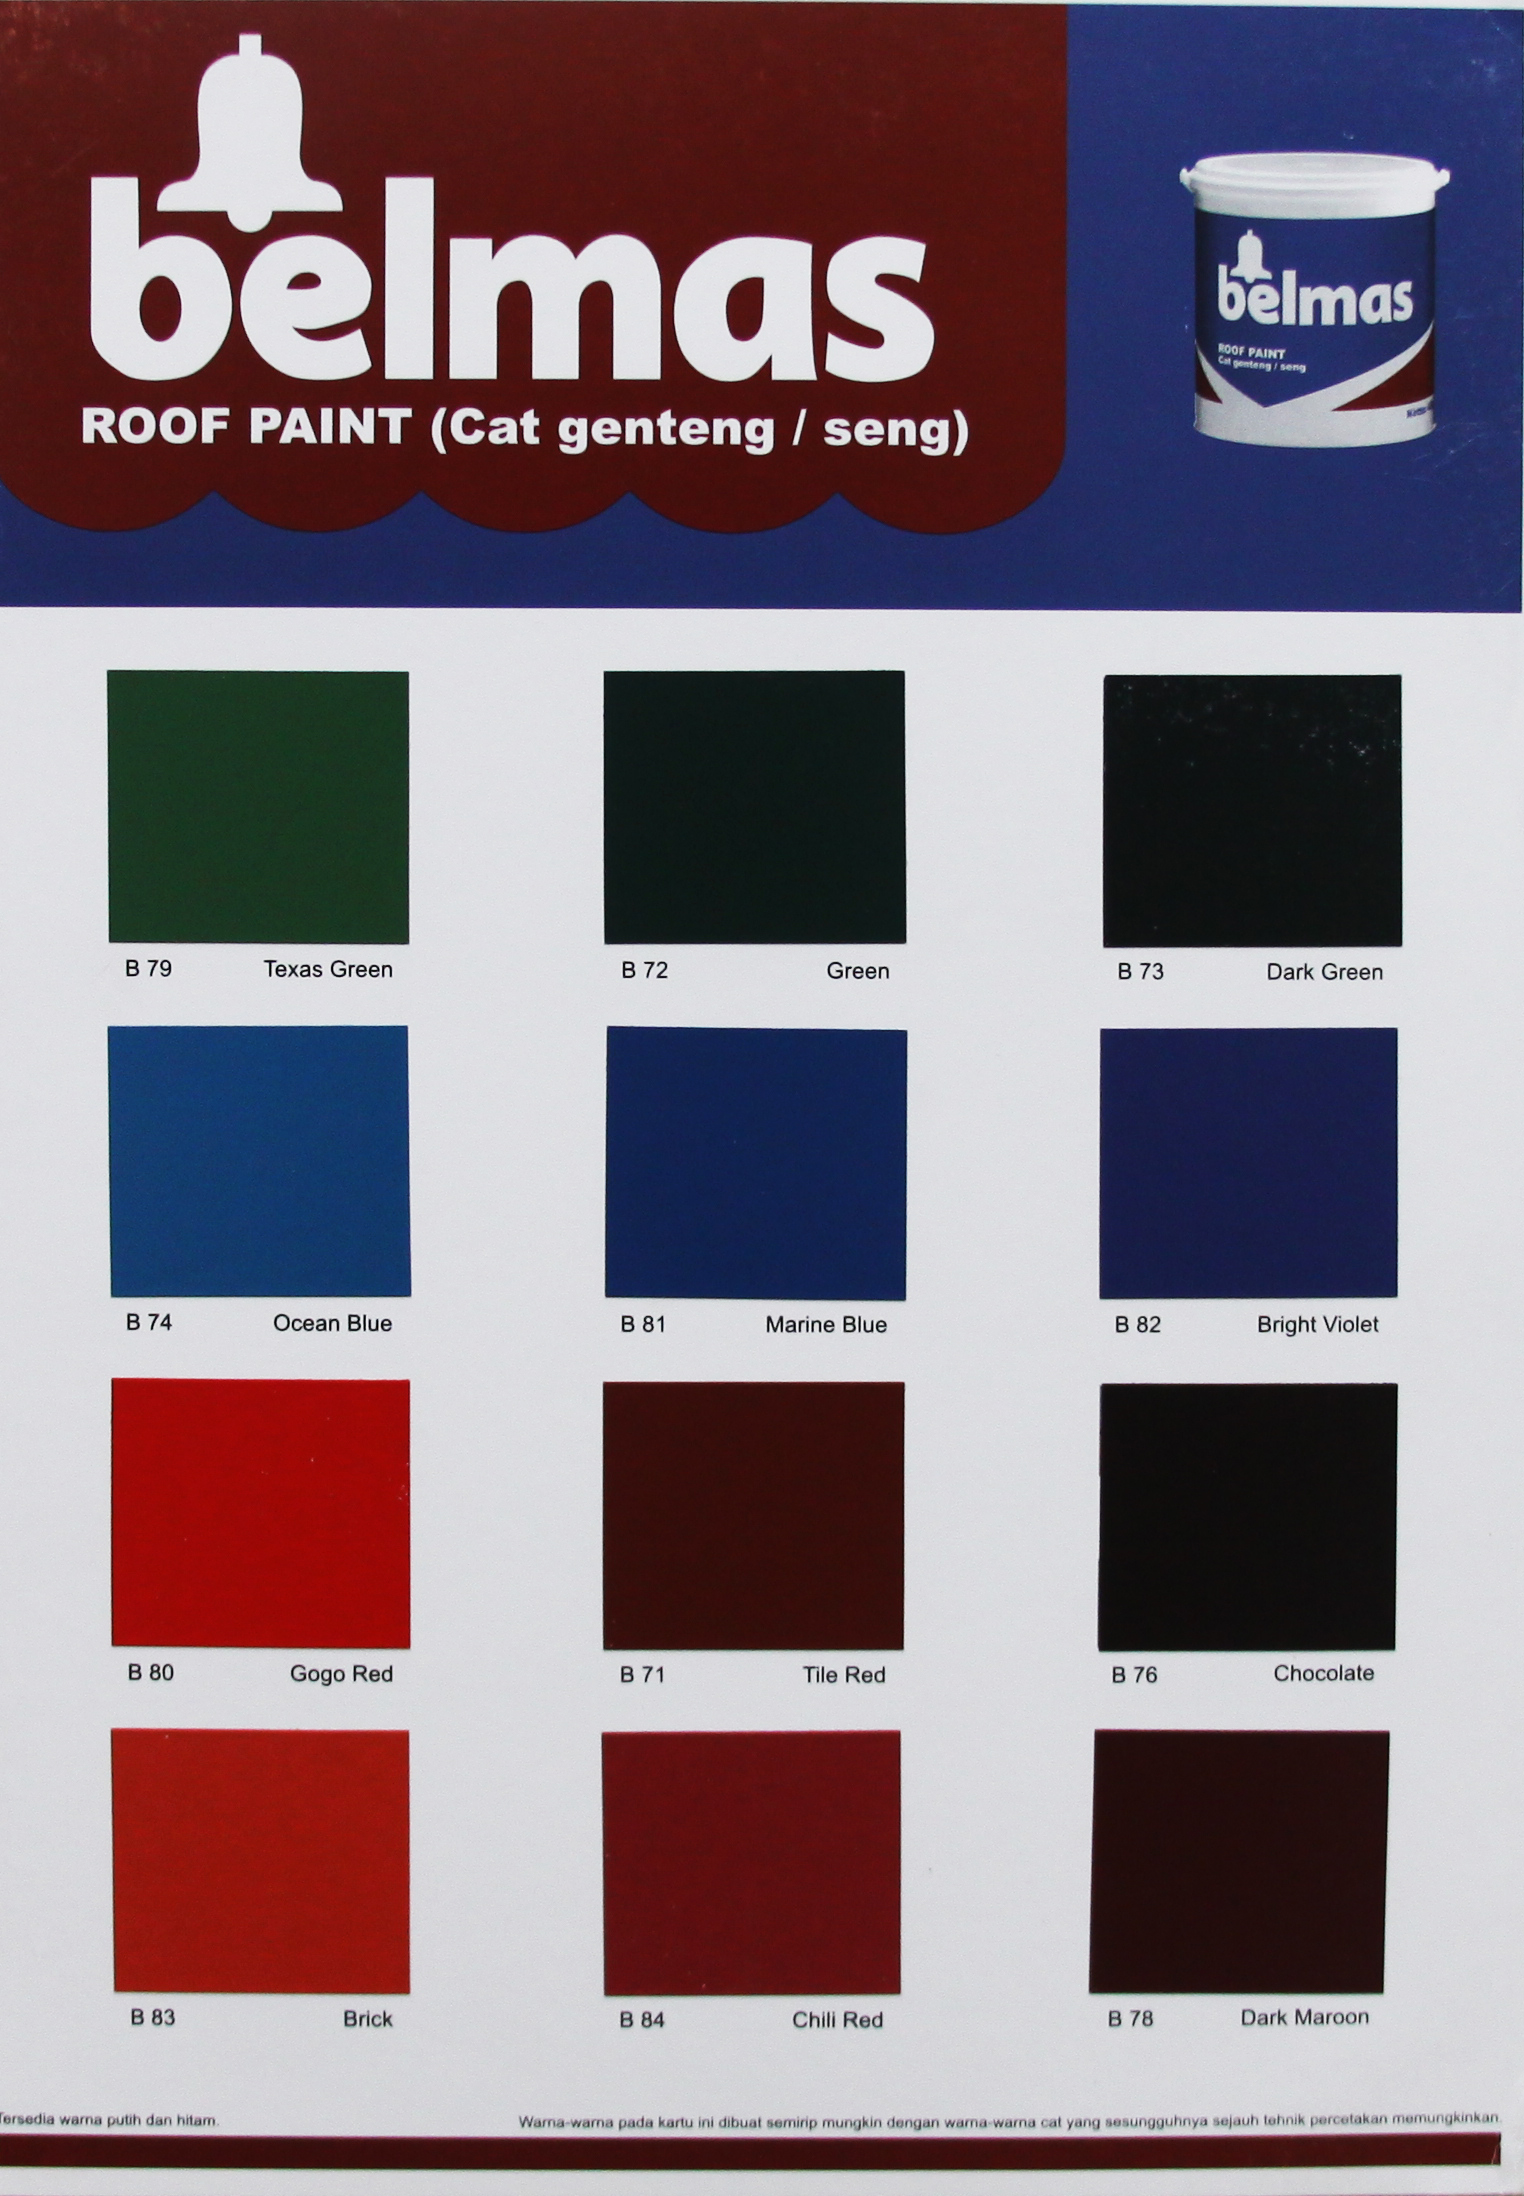 belmas
ROOF PAINT (Cat genteng / seng)
belmas
ROOF PAINT
Cat genteng / seng
B 79 Texas Green
B 72 Green
B 73 Dark Green
B 74 Ocean Blue
B 81 Marine Blue
B 82 Bright Violet
B 80 Gogo Red
B 71 Tile Red
B 76 Chocolate
B 83 Brick
B 84 Chili Red
B 78 Dark Maroon
Tersedia warna putih dan hitam.
Warna-warna pada kartu ini dibuat semirip mungkin dengan warna-warna cat yang sesungguhnya sejauh tehnik percetakan memungkinkan.